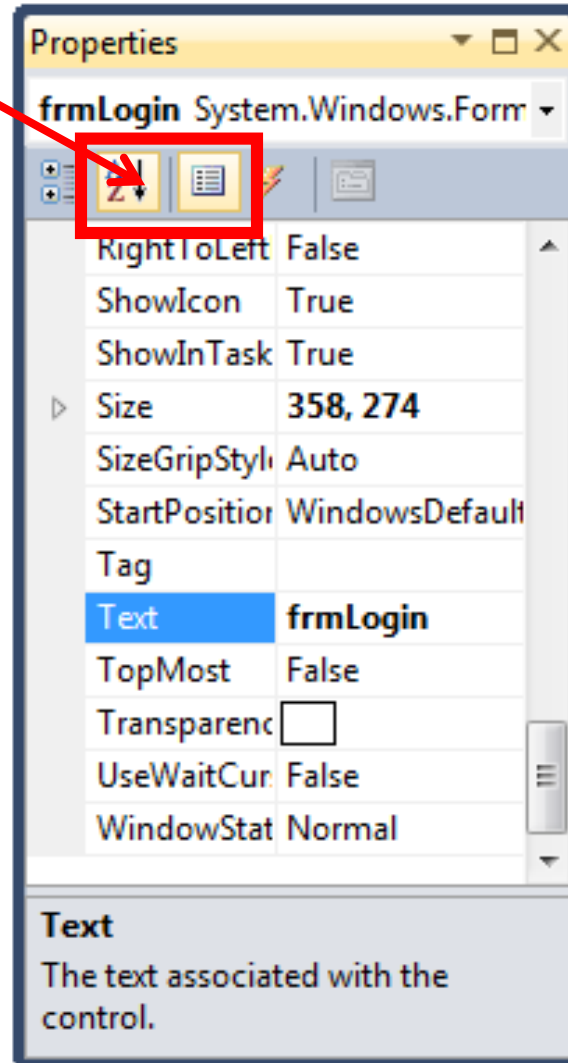 Properties
frmLogin System.Windows.Form
RightToLeft False
ShowIcon True
ShowInTask True
Size 358, 274
SizeGripStyl Auto
StartPosition WindowsDefault
Tag
Text frmLogin
TopMost False
Transparenc
UseWaitCur False
WindowStat Normal
Text
The text associated with the
control.